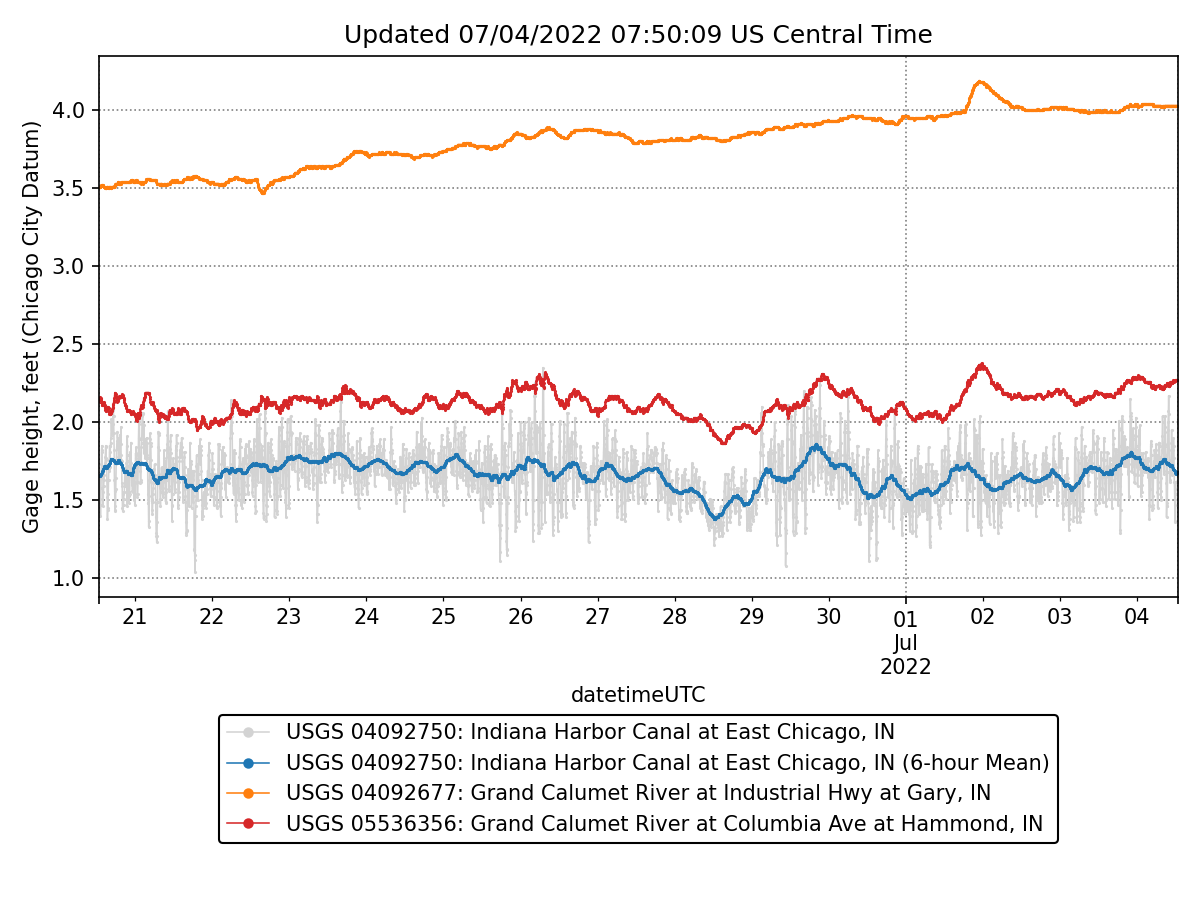 Updated 07/04/2022 07:50:09 US Central Time
Gage height, feet (Chicago City Datum)
4.0
3.5
3.0
2.5
2.0
1.5
1.0
21 22 23 24 25 26 27 28 29 30 01 02 03 04
Jul
2022
datetimeUTC
USGS 04092750: Indiana Harbor Canal at East Chicago, IN
USGS 04092750: Indiana Harbor Canal at East Chicago, IN (6-hour Mean)
USGS 04092677: Grand Calumet River at Industrial Hwy at Gary, IN
USGS 05536356: Grand Calumet River at Columbia Ave at Hammond, IN